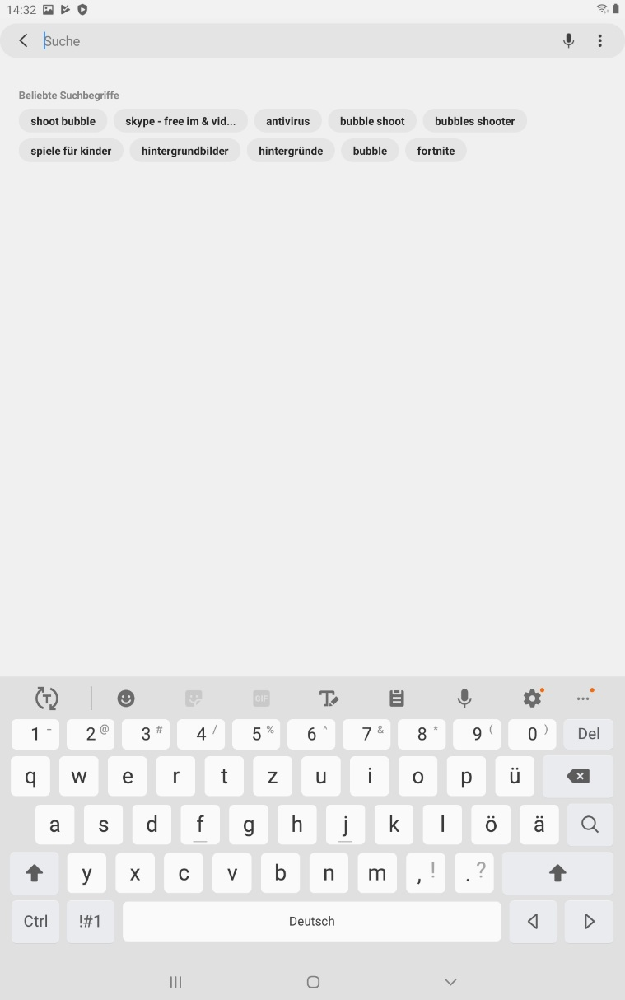 14:32
Suche
Beliebte Suchbegriffe
shoot bubble skype - free im & vid... antivirus bubble shoot bubbles shooter
spiele für kinder hintergrundbilder hintergründe bubble fortnite
T GIF T
1 - 2 @ 3 # 4 / 5 % 6 ^ 7 & 8 * 9 ( 0 ) Del
q w e r t z u i o p ü
a s d f g h j k l ö ä
y x c v b n m , ! . ?
Ctrl !#1 Deutsch